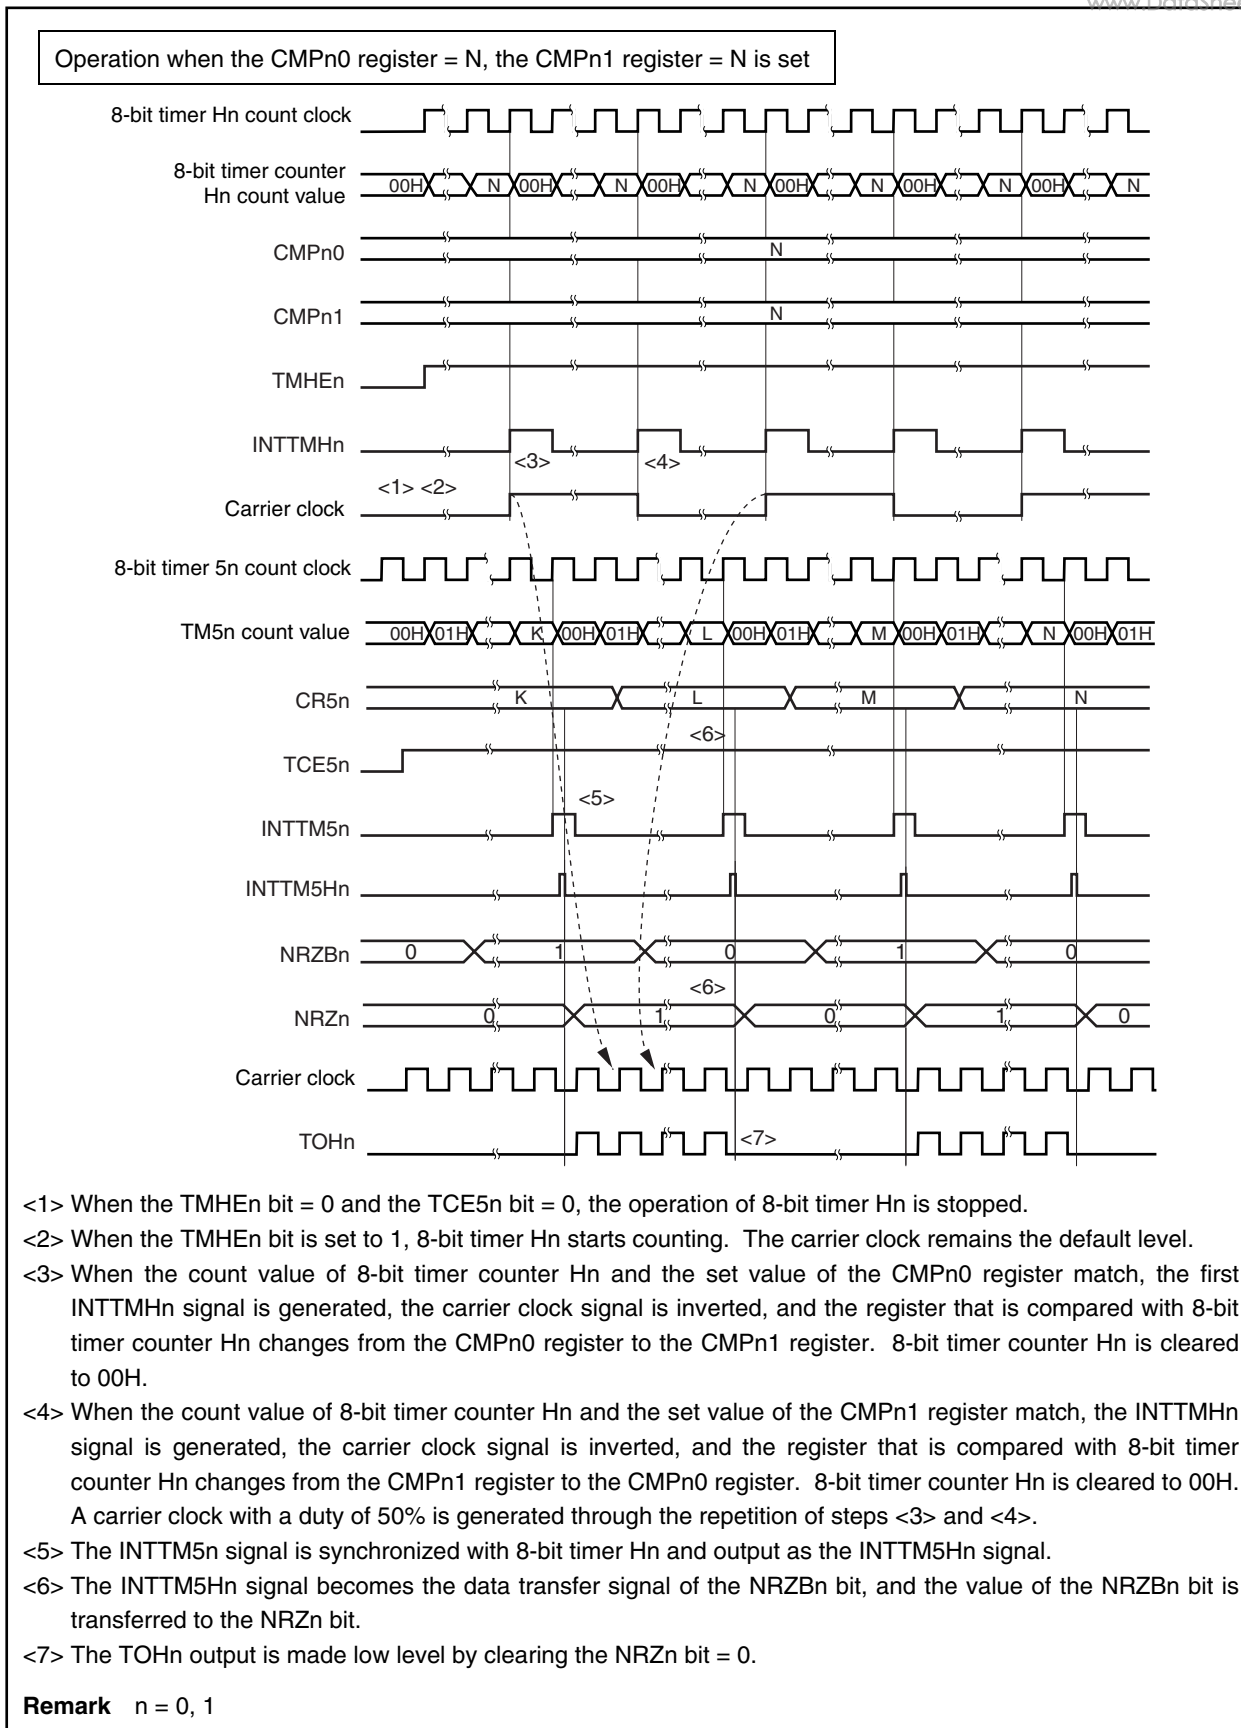 www.DataShee
Operation when the CMPn0 register = N, the CMPn1 register = N is set
8-bit timer Hn count clock
8-bit timer counter
Hn count value
00H N 00H N 00H N 00H N 00H N 00H N
CMPn0
N
CMPn1
N
TMHEn
INTTMHn
<3> <4>
<1> <2>
Carrier clock
8-bit timer 5n count clock
TM5n count value
00H 01H K 00H 01H L 00H 01H M 00H 01H N 00H 01H
CR5n
K L M N
<6>
TCE5n
<5>
INTTM5n
INTTM5Hn
NRZBn
0 1 0 1 0
<6>
NRZn
0 1 0 1 0
Carrier clock
TOHn
<7>
<1> When the TMHEn bit = 0 and the TCE5n bit = 0, the operation of 8-bit timer Hn is stopped.
<2> When the TMHEn bit is set to 1, 8-bit timer Hn starts counting. The carrier clock remains the default level.
<3> When the count value of 8-bit timer counter Hn and the set value of the CMPn0 register match, the first
INTTMHn signal is generated, the carrier clock signal is inverted, and the register that is compared with 8-bit
timer counter Hn changes from the CMPn0 register to the CMPn1 register. 8-bit timer counter Hn is cleared
to 00H.
<4> When the count value of 8-bit timer counter Hn and the set value of the CMPn1 register match, the INTTMHn
signal is generated, the carrier clock signal is inverted, and the register that is compared with 8-bit timer
counter Hn changes from the CMPn1 register to the CMPn0 register. 8-bit timer counter Hn is cleared to 00H.
A carrier clock with a duty of 50% is generated through the repetition of steps <3> and <4>.
<5> The INTTM5n signal is synchronized with 8-bit timer Hn and output as the INTTM5Hn signal.
<6> The INTTM5Hn signal becomes the data transfer signal of the NRZBn bit, and the value of the NRZBn bit is
transferred to the NRZn bit.
<7> The TOHn output is made low level by clearing the NRZn bit = 0.
Remark n = 0, 1